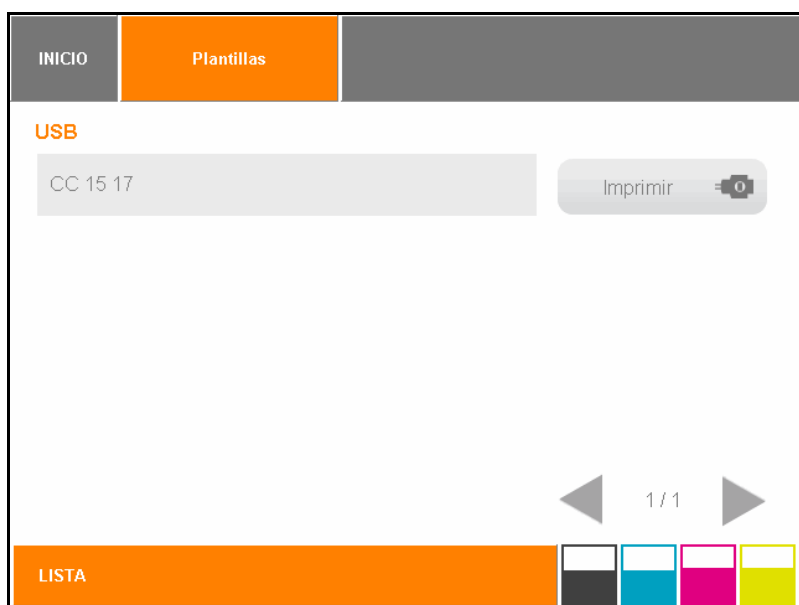 INICIO
Plantillas
USB
CC 15 17
Imprimir
1 / 1
LISTA